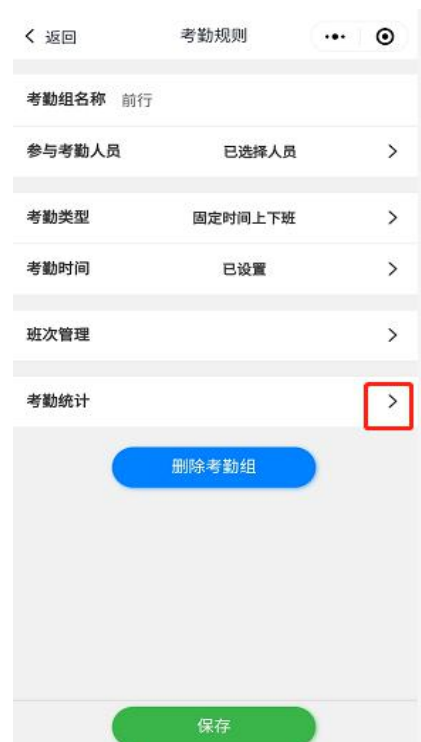 返回 考勤规则
考勤组名称 前行
参与考勤人员 已选择人员
考勤类型 固定时间上下班
考勤时间 已设置
班次管理
考勤统计
删除考勤组
保存